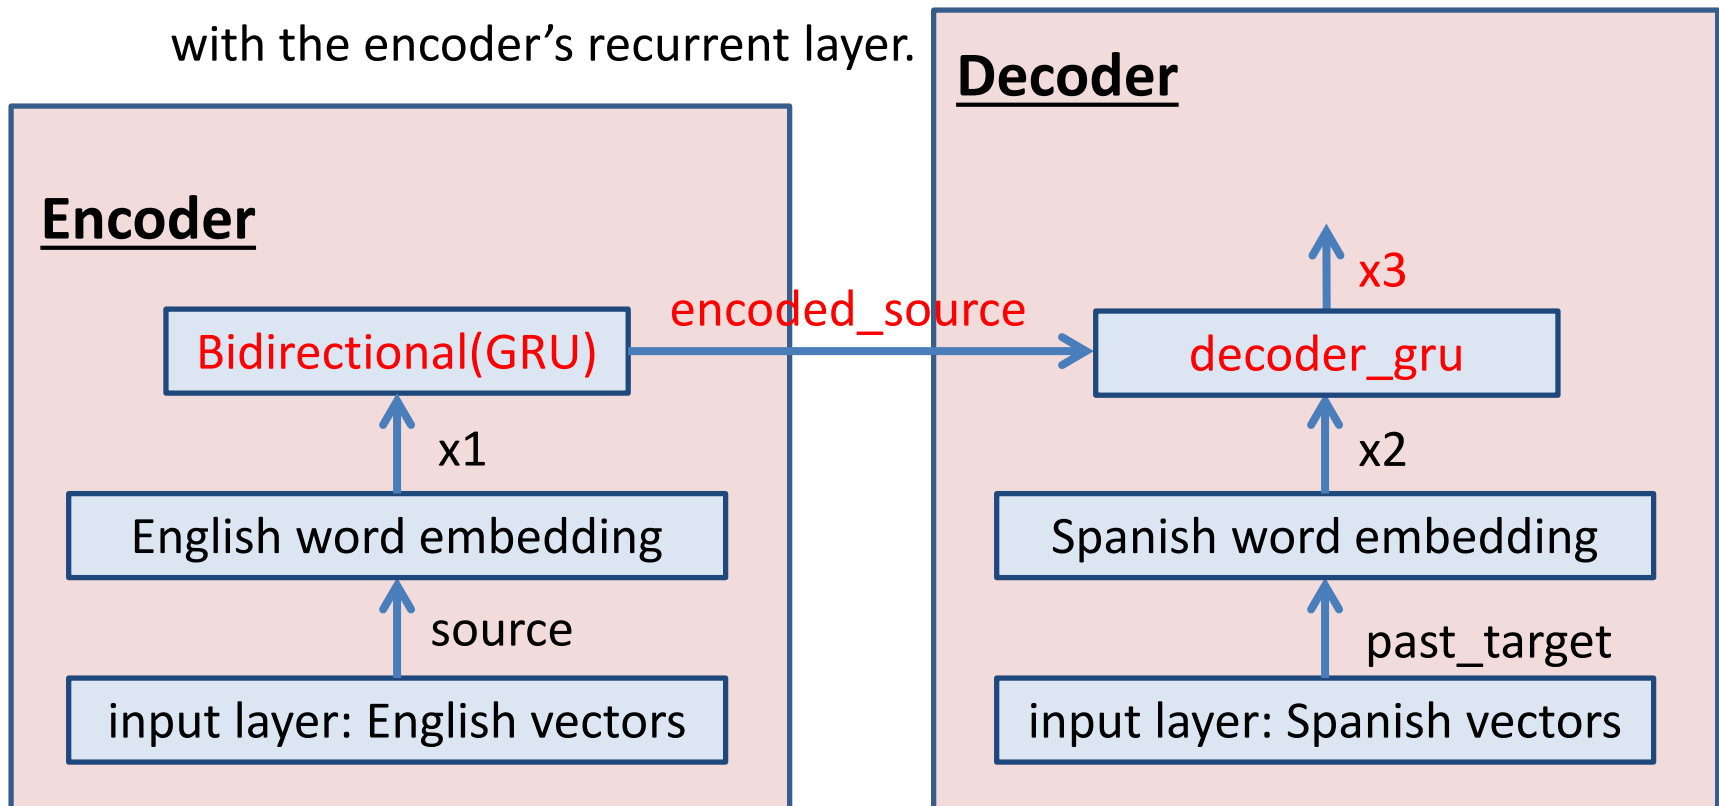 with the encoder’s recurrent layer.
Encoder
Bidirectional(GRU)
x1
English word embedding
source
input layer: English vectors
encoded_source
Decoder
x3
decoder_gru
x2
Spanish word embedding
past_target
input layer: Spanish vectors